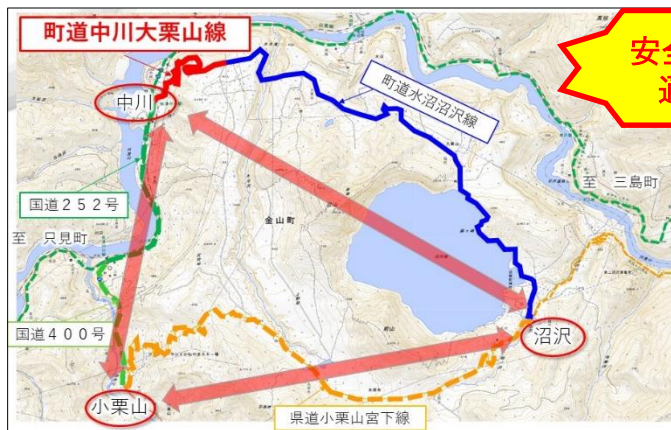 町道中川大栗山線
安全
通
中川
町道水沼沼沢線
国道252号
至 三島町
金山町
至 只見町
国道400号
沼沢
小栗山
県道小栗山宮下線